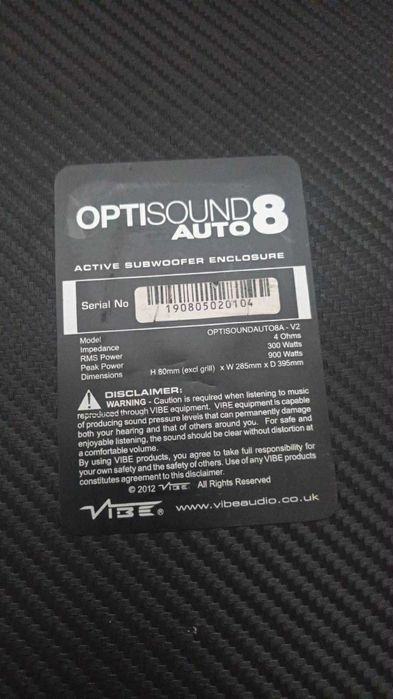 OPTISOUND8
AUTO
ACTIVE SUBWOOFER ENCLOSURE
Serial No
190805020104
Model OPTISOUNDAUTO8A - V2
Impedance 4 Ohms
RMS Power 300 Watts
Peak Power 900 Watts
Dimensions H 80mm (excl grill) x W 285mm x D 395mm
DISCLAIMER:
WARNING - Caution is required when listening to music
reproduced through VIBE equipment. VIBE equipment is capable
of producing sound pressure levels that can permanently damage
both your hearing and that of others around you. For safe and
enjoyable listening, the sound should be clear without distortion at
a comfortable volume.
By using VIBE products, you agree to take full responsibility for
your own safety and the safety of others. Use of any VIBE products
constitutes agreement to this disclaimer.
© 2012 VIBE All Rights Reserved
VIBE® www.vibeaudio.co.uk